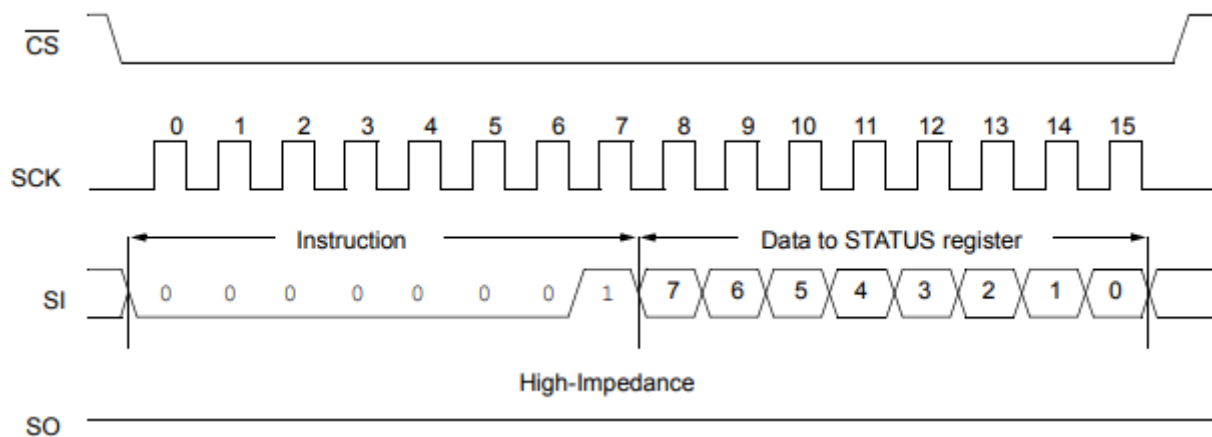 CS
0 1 2 3 4 5 6 7 8 9 10 11 12 13 14 15
SCK
Instruction Data to STATUS register
SI 0 0 0 0 0 0 0 1 7 6 5 4 3 2 1 0
High-Impedance
SO